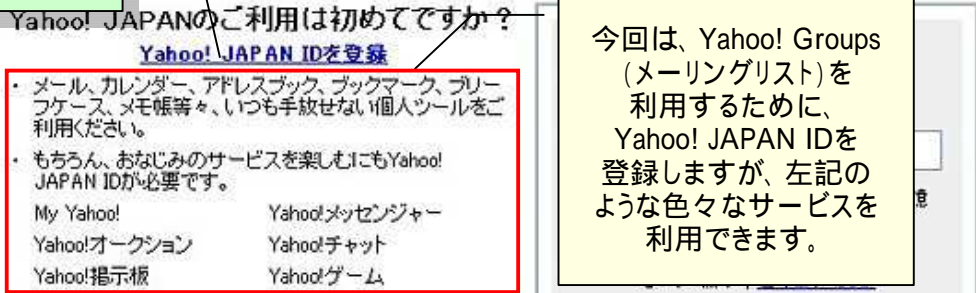 Yahoo! JAPANのご利用は初めてですか？
Yahoo! JAPAN IDを登録
・ メール、カレンダー、アドレスブック、ブックマーク、ブリー
フケース、メモ帳等々、いつも手放せない個人ツールをご
利用ください。
・ もちろん、おなじみのサービスを楽しむにもYahoo!
JAPAN IDが必要です。
My Yahoo! Yahoo!メッセンジャー
Yahoo!オークション Yahoo!チャット
Yahoo!掲示板 Yahoo!ゲーム
今回は、Yahoo! Groups
(メーリングリスト)を
利用するために、
Yahoo! JAPAN IDを
登録しますが、左記の
ような色々なサービスを
利用できます。
憶